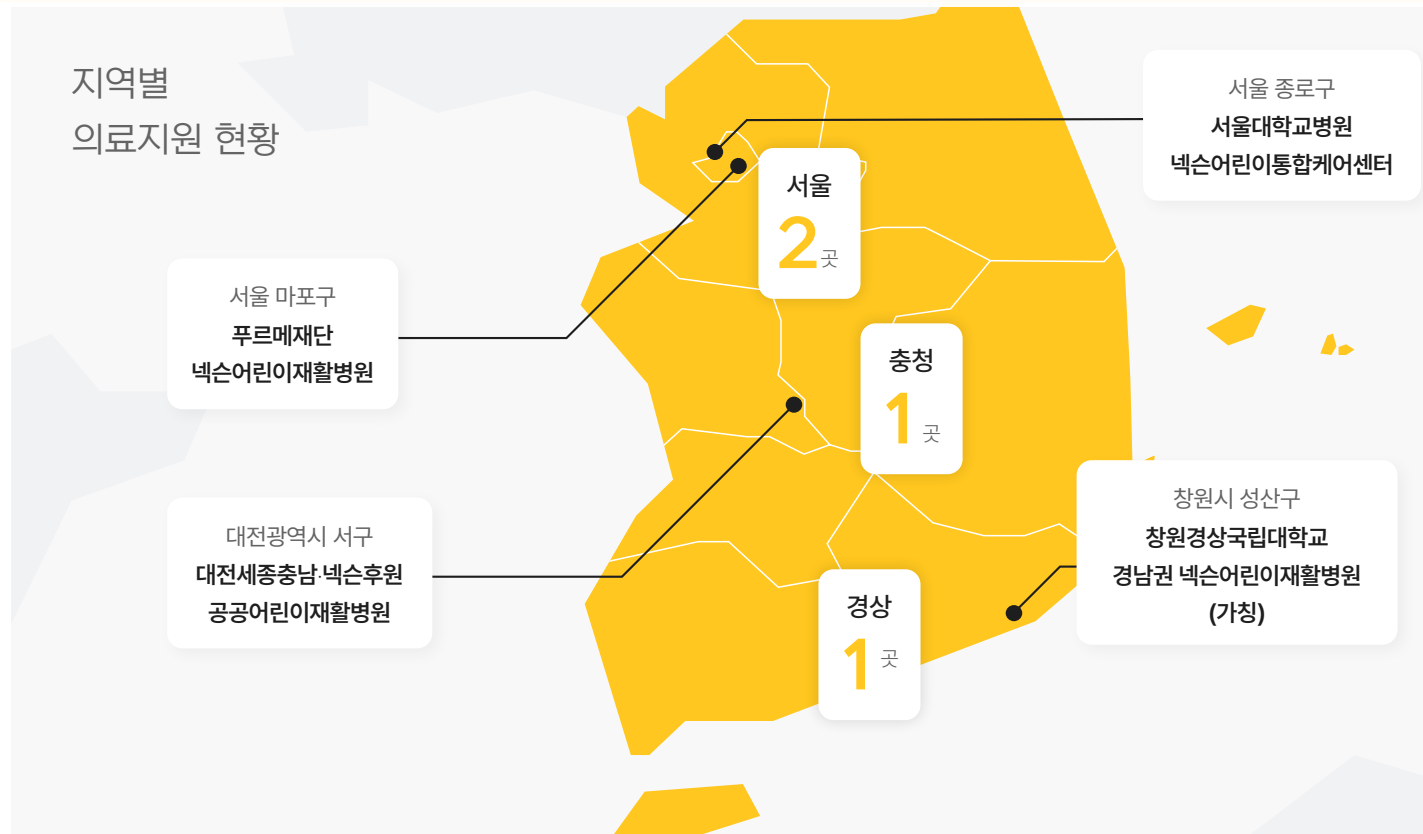 지역별
의료지원 현황
서울 종로구
서울대학교병원
넥슨어린이통합케어센터
서울
2곳
서울 마포구
푸르메재단
넥슨어린이재활병원
충청
1곳
대전광역시 서구
대전세종충남·넥슨후원
공공어린이재활병원
창원시 성산구
창원경상국립대학교
경남권 넥슨어린이재활병원
(가칭)
경상
1곳